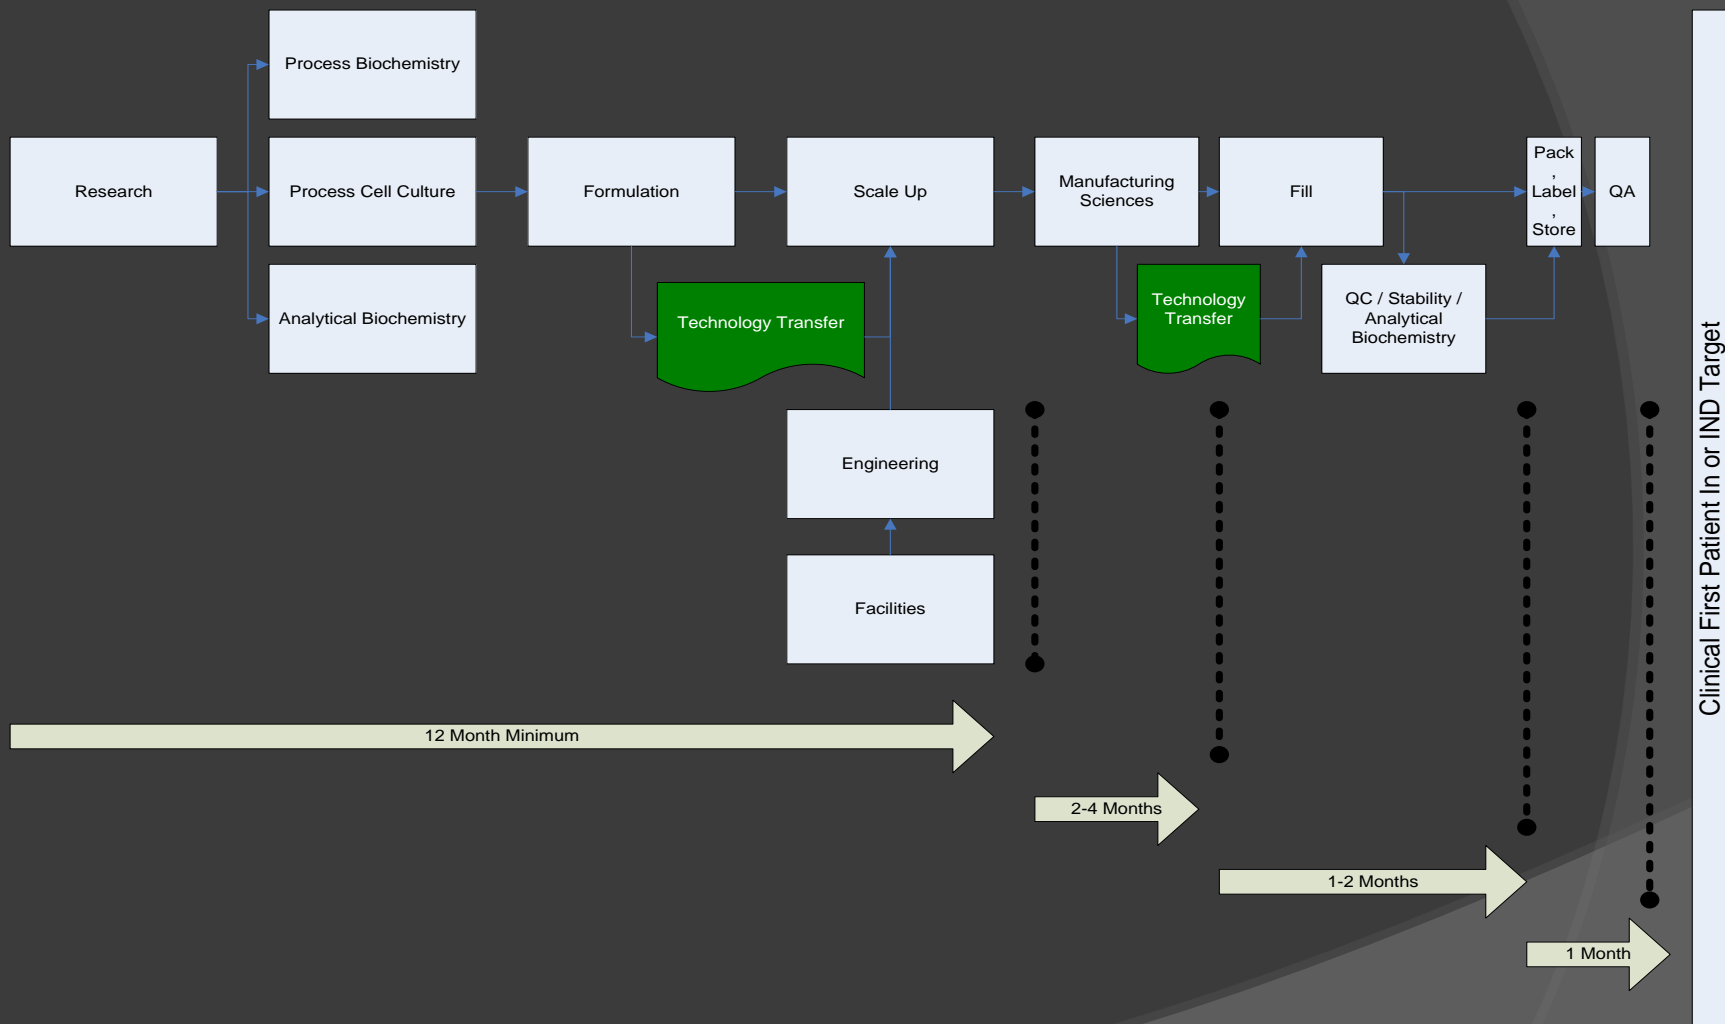 Process Biochemistry
Research
Process Cell Culture
Formulation
Scale Up
Manufacturing
Sciences
Fill
Pack
,
Label
,
Store
QA
Analytical Biochemistry
Technology Transfer
Technology
Transfer
QC / Stability /
Analytical
Biochemistry
Engineering
Facilities
Clinical First Patient In or IND Target
12 Month Minimum
2-4 Months
1-2 Months
1 Month